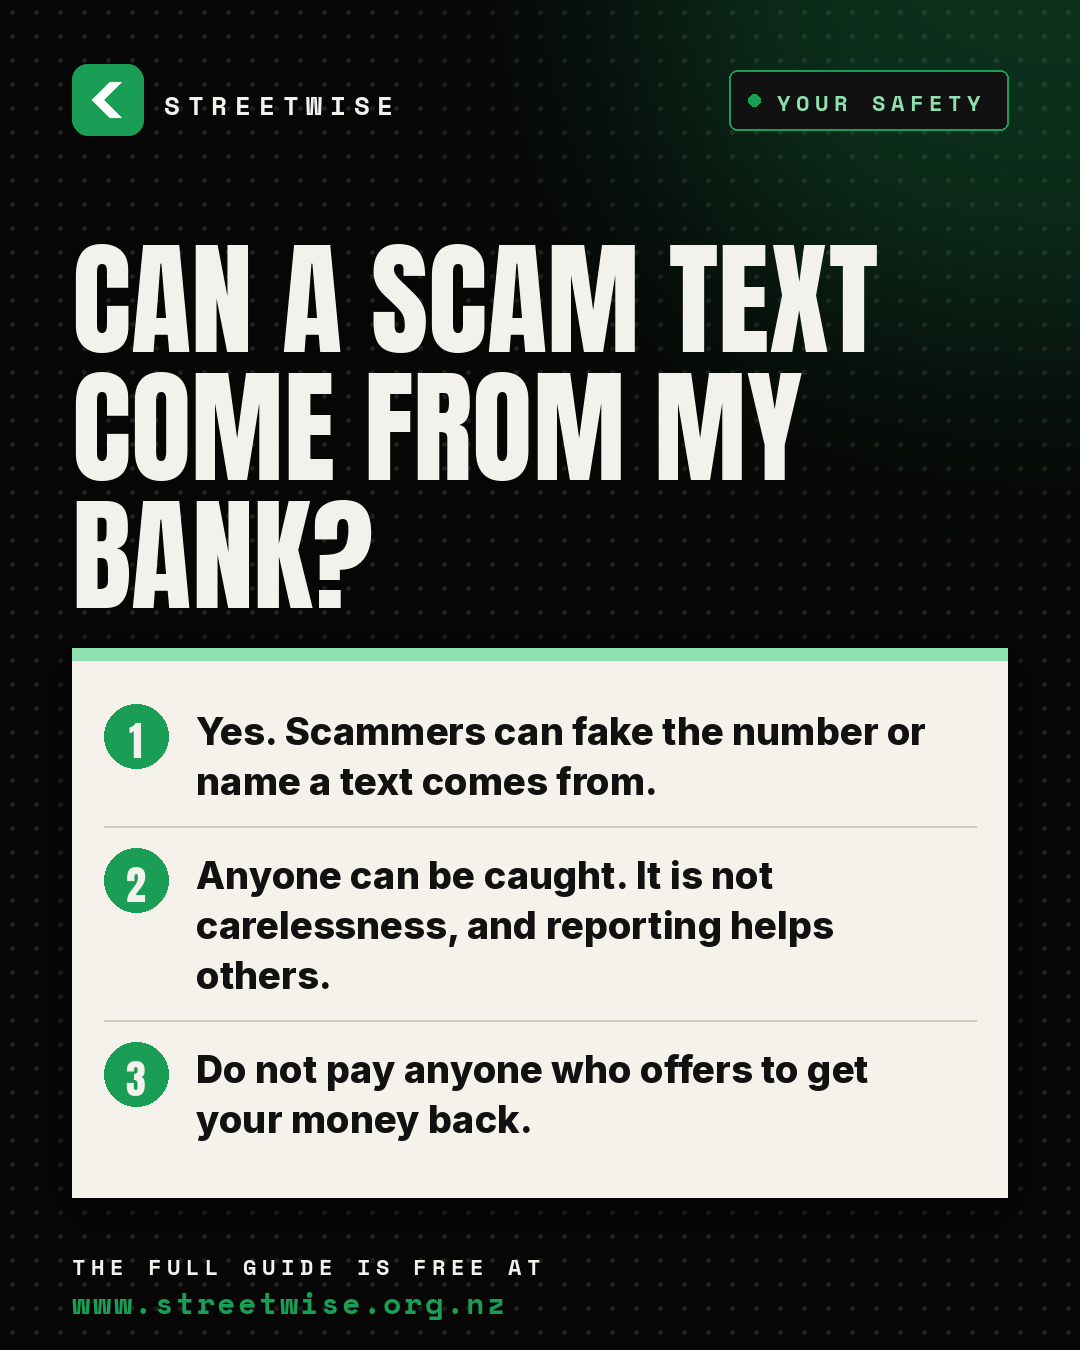 STREETWISE
YOUR SAFETY
CAN A SCAM TEXT
COME FROM MY
BANK?
1
Yes. Scammers can fake the number or
name a text comes from.
2
Anyone can be caught. It is not
carelessness, and reporting helps
others.
3
Do not pay anyone who offers to get
your money back.
THE FULL GUIDE IS FREE AT
www.streetwise.org.nz